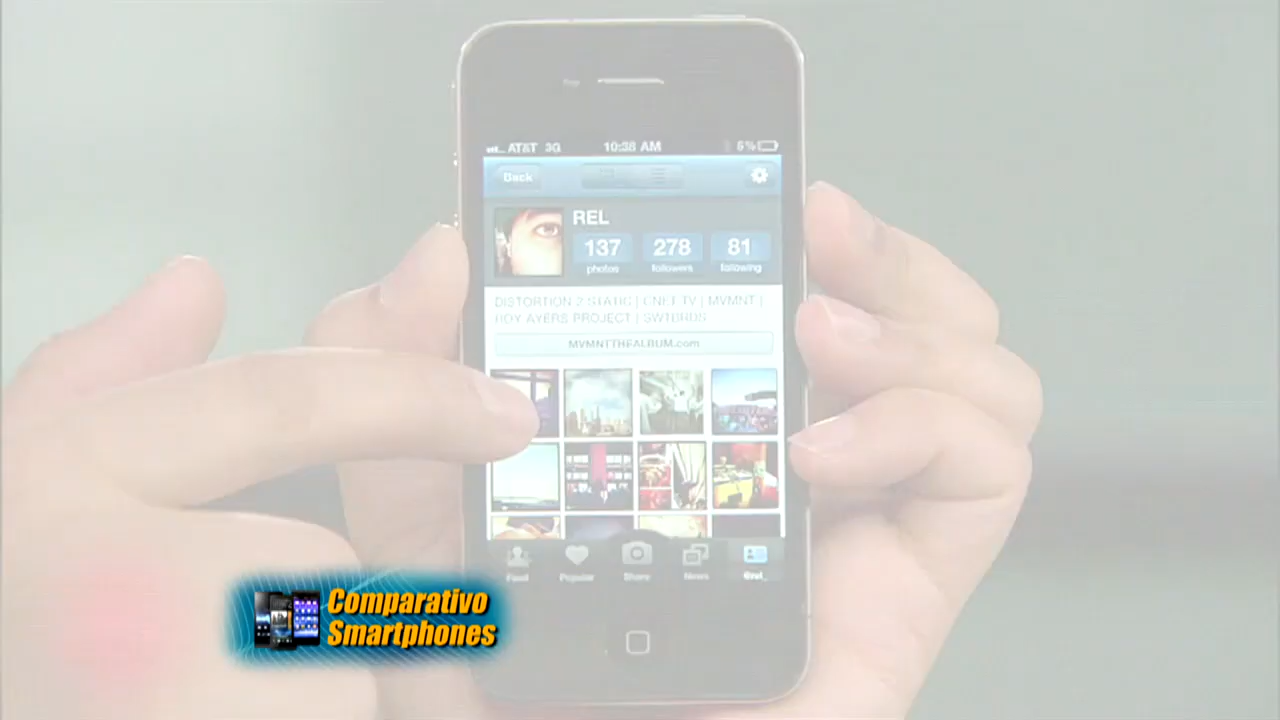 AT&T 3G 10:38 AM 5%
Back
REL
137 278 81
photos followers following
DISTORTION 2 STATIC | CNET TV | MVMNT |
ROY AYERS PROJECT | SWTBRDS
MVMNTTHEALBUM.com
Feed Popular Share News @rel_
Comparativo
Smartphones